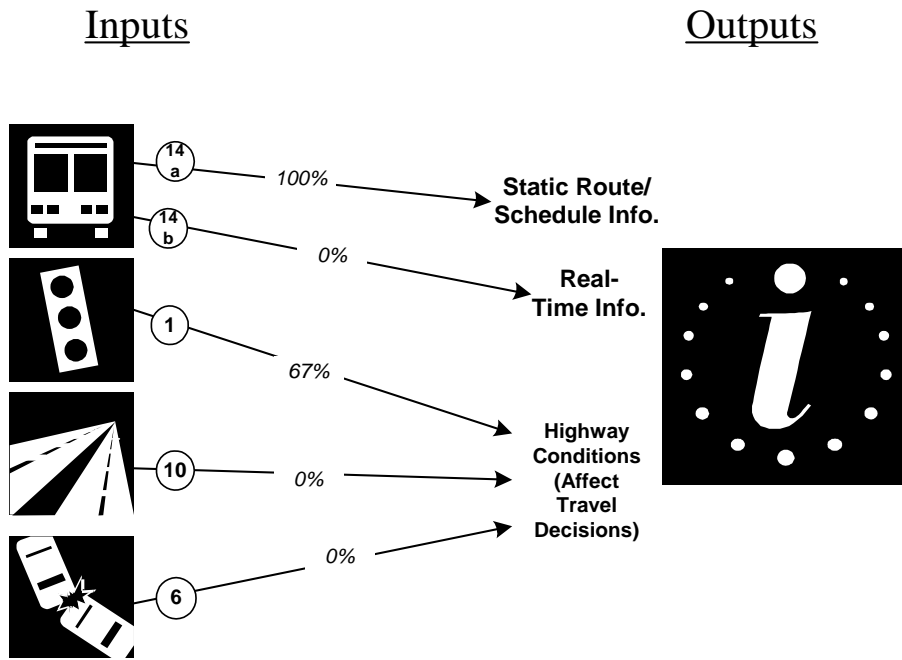 Inputs
Outputs
14
a
100%
Static Route/
Schedule Info.
14
b
0%
Real-
Time Info.
1
67%
Highway
Conditions
(Affect
Travel
Decisions)
10
0%
6
0%
i